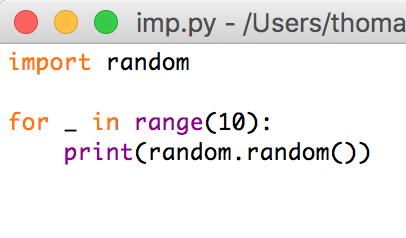 imp.py - /Users/thoma
import random
for _ in range(10):
    print(random.random())